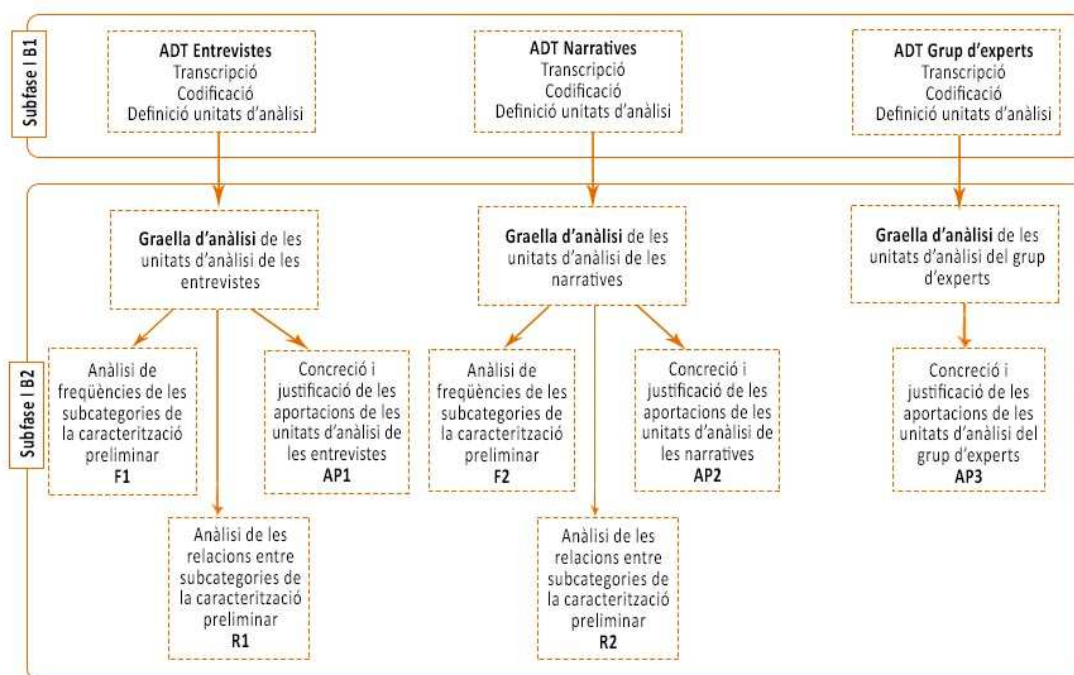 Subfase I B1
ADT Entrevistes
Transcripció
Codificació
Definició unitats d'anàlisi
ADT Narratives
Transcripció
Codificació
Definició unitats d'anàlisi
ADT Grup d'experts
Transcripció
Codificació
Definició unitats d'anàlisi
Subfase I B2
Graella d'anàlisi de les
unitats d'anàlisi de les
entrevistes
Graella d'anàlisi de les
unitats d'anàlisi de les
narratives
Graella d'anàlisi de les
unitats d'anàlisi del grup
d'experts
Anàlisi de
freqüències de les
subcategories de
la caracterització
preliminar
F1
Concreció i
justificació de les
aportacions de les
unitats d'anàlisi de
les entrevistes
AP1
Anàlisi de
freqüències de les
subcategories de
la caracterització
preliminar
F2
Concreció i
justificació de les
aportacions de les
unitats d'anàlisi de
les narratives
AP2
Concreció i
justificació de les
aportacions de les
unitats d'anàlisi del
grup d'experts
AP3
Anàlisi de les
relacions entre
subcategories de
la caracterització
preliminar
R1
Anàlisi de les
relacions entre
subcategories de
la caracterització
preliminar
R2